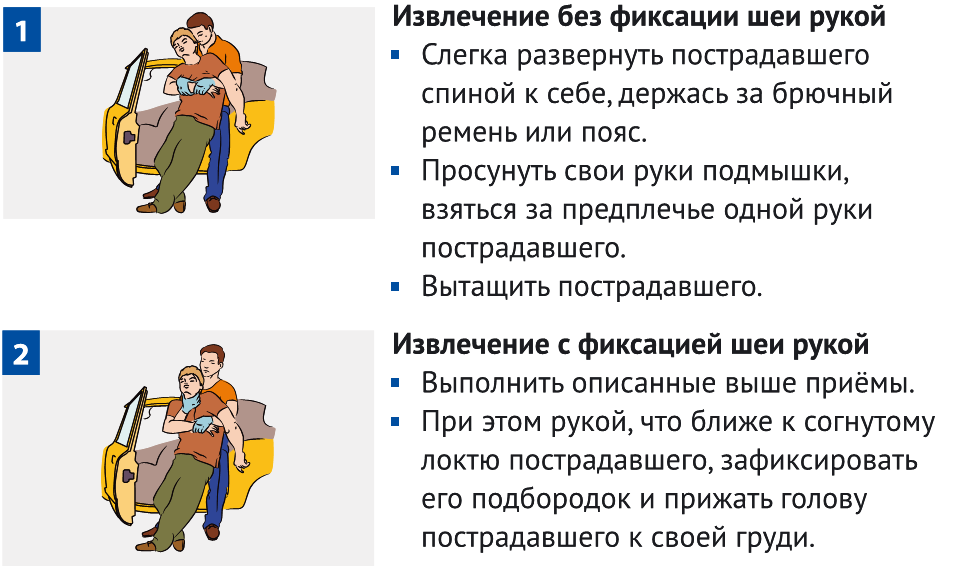 1
Извлечение без фиксации шеи рукой
▪ Слегка развернуть пострадавшего
спиной к себе, держась за брючный
ремень или пояс.
▪ Просунуть свои руки подмышки,
взяться за предплечье одной руки
пострадавшего.
▪ Вытащить пострадавшего.
2
Извлечение с фиксацией шеи рукой
▪ Выполнить описанные выше приёмы.
▪ При этом рукой, что ближе к согнутому
локтю пострадавшего, зафиксировать
его подбородок и прижать голову
пострадавшего к своей груди.